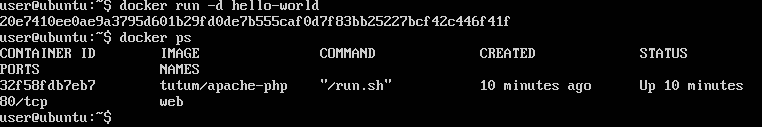 user@ubuntu:~$ docker run -d hello-world
20e7410ee0ae9a3795d601b29fd0de7b555caf0d7f83bb25227bcf42c446f41f
user@ubuntu:~$ docker ps
CONTAINER ID        IMAGE               COMMAND             CREATED             STATUS
PORTS               NAMES
32f58fdb7eb7        tutum/apache-php    "/run.sh"           10 minutes ago      Up 10 minutes
80/tcp              web
user@ubuntu:~$